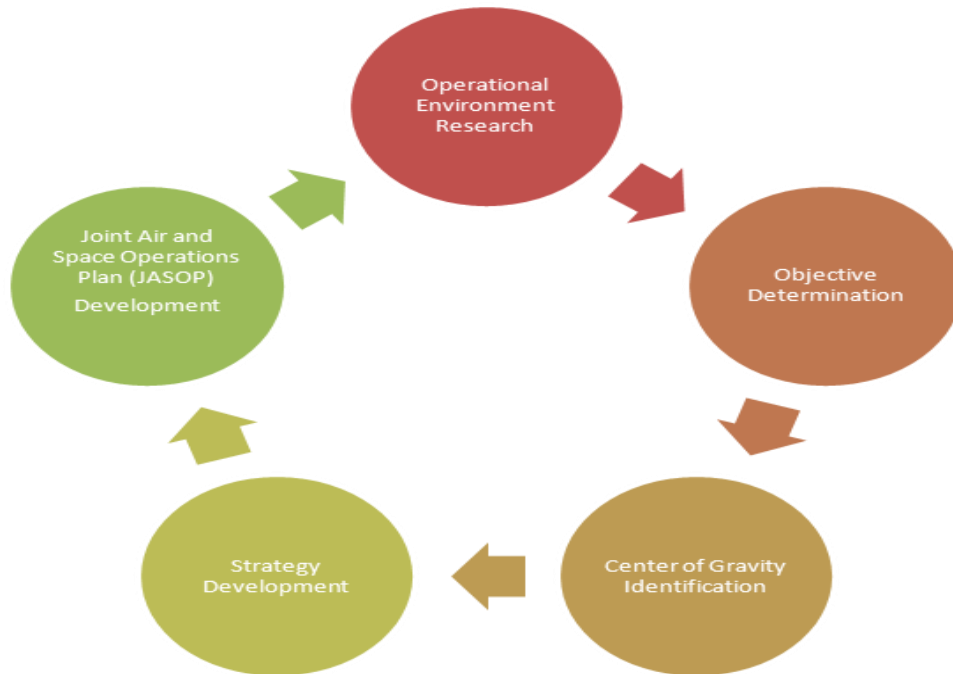 Operational
Environment
Research
Objective
Determination
Center of Gravity
Identification
Strategy
Development
Joint Air and
Space Operations
Plan (JASOP)
Development